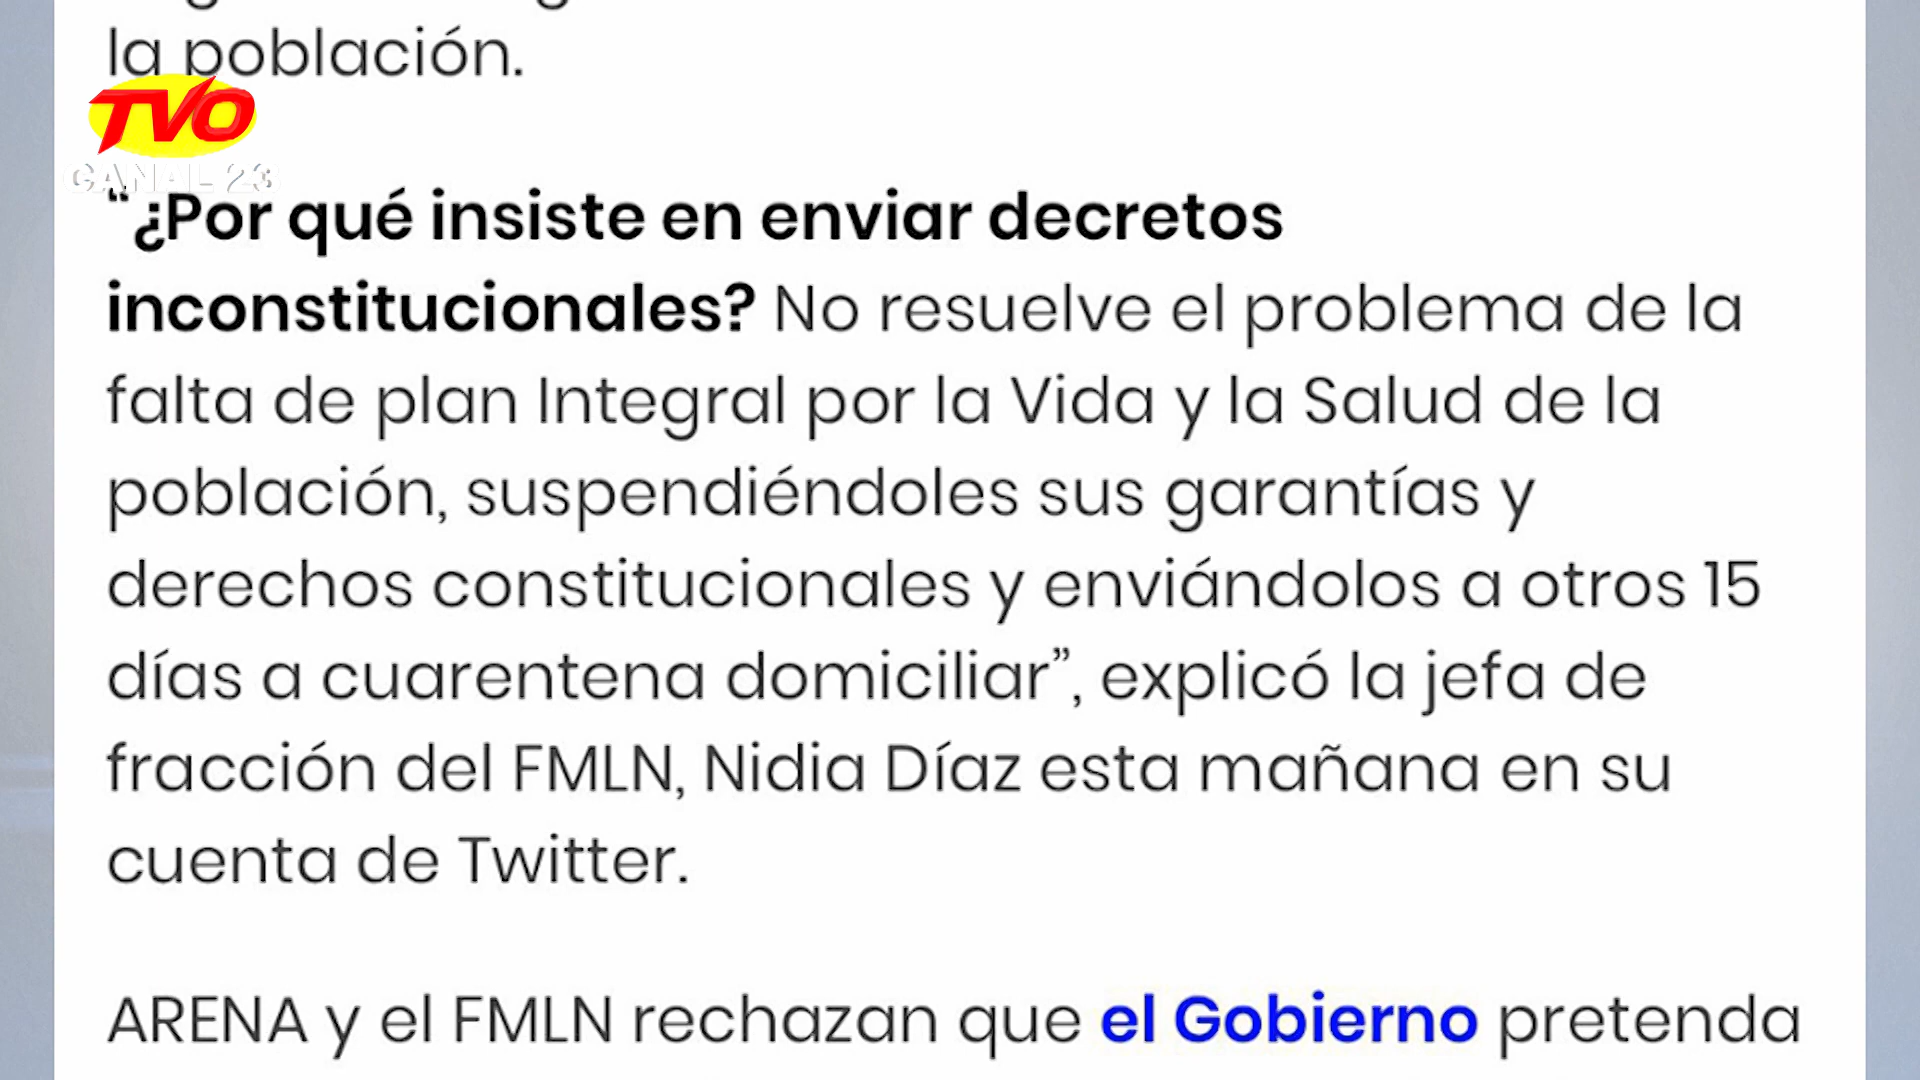 la población.
TVO
CANAL 23
“¿Por qué insiste en enviar decretos
inconstitucionales? No resuelve el problema de la
falta de plan Integral por la Vida y la Salud de la
población, suspendiéndoles sus garantías y
derechos constitucionales y enviándolos a otros 15
días a cuarentena domiciliar”, explicó la jefa de
fracción del FMLN, Nidia Díaz esta mañana en su
cuenta de Twitter.
ARENA y el FMLN rechazan que el Gobierno pretenda